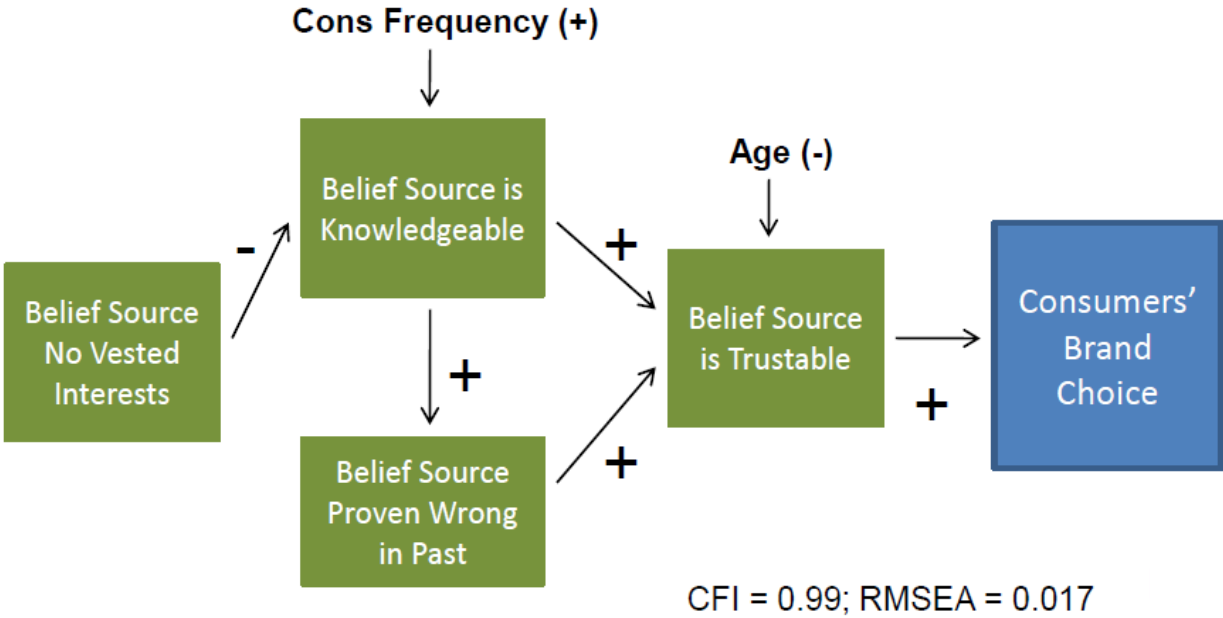 Cons Frequency (+)
Belief Source is
Knowledgeable
Age (-)
-
+
Belief Source
No Vested
Interests
Belief Source
is Trustable
Consumers’
Brand
Choice
+
+
Belief Source
Proven Wrong
in Past
+
CFI = 0.99; RMSEA = 0.017